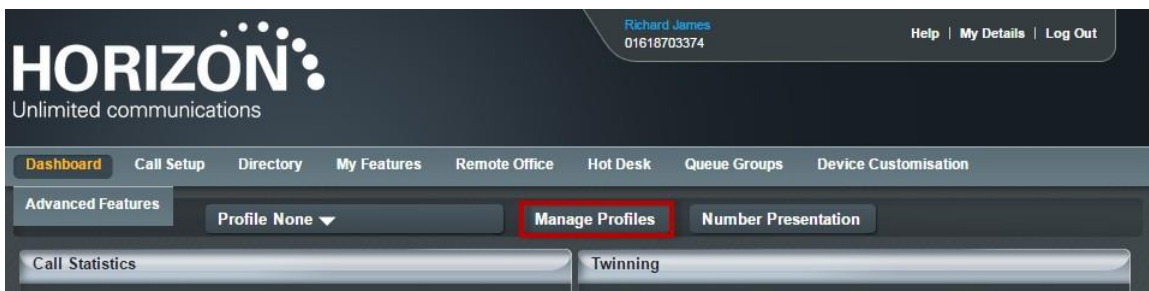 Richard James
01618703374
Help | My Details | Log Out
HORIZON
Unlimited communications
Dashboard Call Setup Directory My Features Remote Office Hot Desk Queue Groups Device Customisation
Advanced Features
Profile None Manage Profiles Number Presentation
Call Statistics Twinning